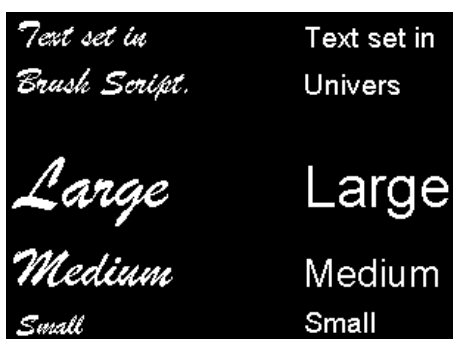 Text set in
Brush Script.
Text set in
Univers
Large
Large
Medium
Medium
Small
Small